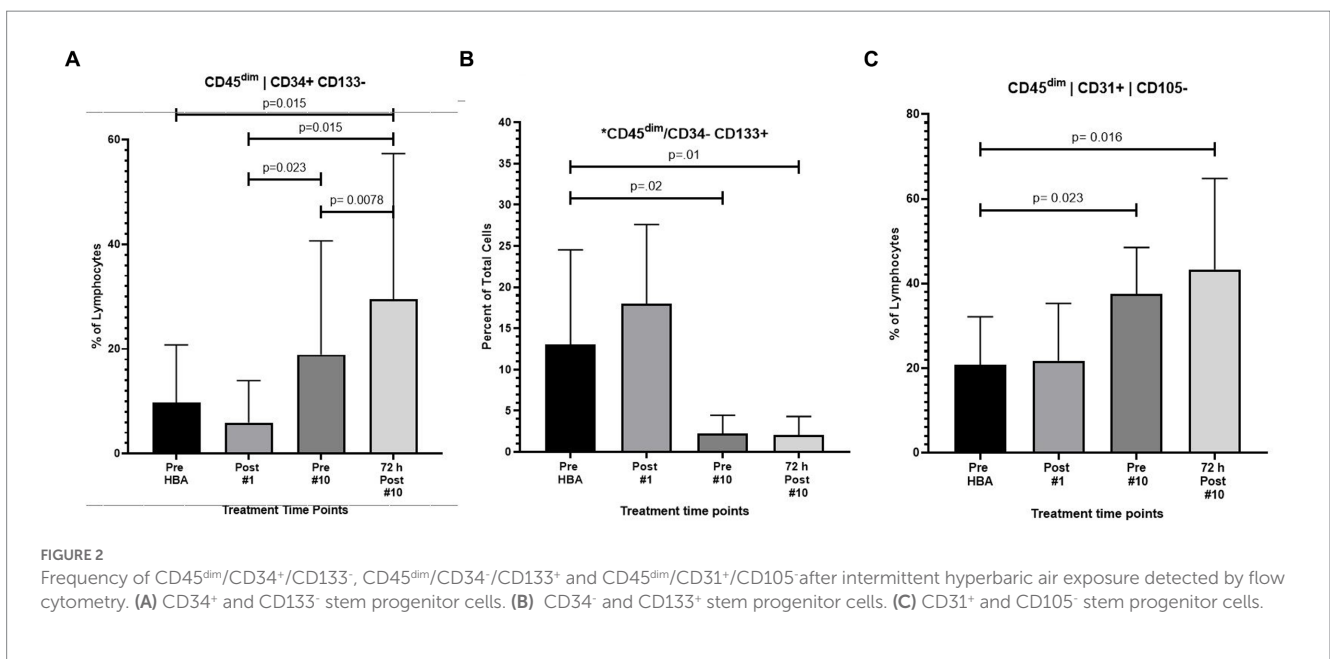 A
CD45dim | CD34+ CD133-
p=0.015
p=0.015
p=0.023
p= 0.0078
60
40
20
0
% of Lymphocytes
Pre HBA
Post #1
Pre #10
72 h Post #10
Treatment Time Points
B
*CD45dim/CD34- CD133+
p=.01
p=.02
40
35
30
25
20
15
10
5
0
Percent of Total Cells
Pre HBA
Post #1
Pre #10
72 h Post #10
Treatment time points
C
CD45dim | CD31+ | CD105-
p= 0.016
p= 0.023
80
60
40
20
0
% of Lymphocytes
Pre HBA
Post #1
Pre #10
72 h Post #10
Treatment time points
FIGURE 2
Frequency of CD45dim/CD34+/CD133-, CD45dim/CD34-/CD133+ and CD45dim/CD31+/CD105-after intermittent hyperbaric air exposure detected by flow
cytometry. (A) CD34+ and CD133- stem progenitor cells. (B) CD34- and CD133+ stem progenitor cells. (C) CD31+ and CD105- stem progenitor cells.